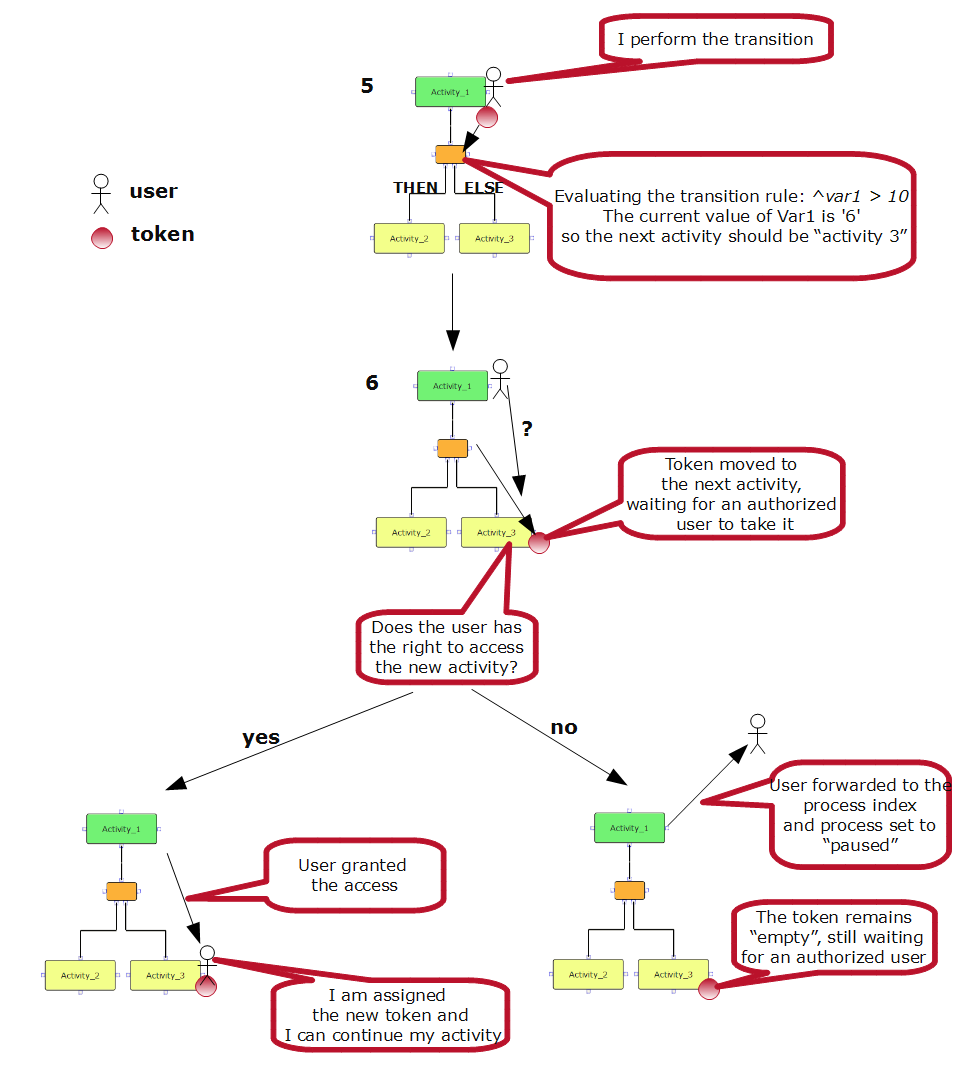 I perform the transition
5
Activity_1
user
token
THEN ELSE
Evaluating the transition rule: ^var1 > 10
The current value of Var1 is '6'
so the next activity should be “activity 3”
Activity_2
Activity_3
6
Activity_1
?
Token moved to
the next activity,
waiting for an authorized
user to take it
Activity_2
Activity_3
Does the user has
the right to access
the new activity?
yes
no
User forwarded to the
process index
and process set to
“paused”
Activity_1
User granted
the access
Activity_2
Activity_3
I am assigned
the new token and
I can continue my activity
Activity_1
The token remains
“empty”, still waiting
for an authorized user
Activity_2
Activity_3